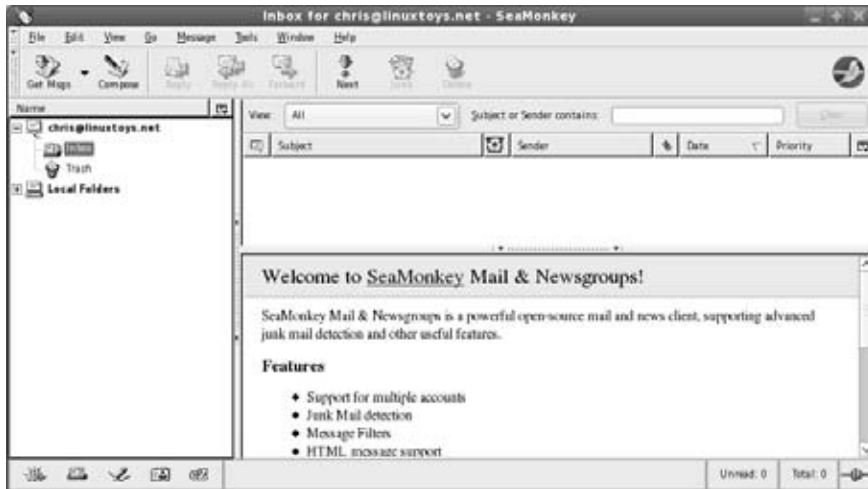 Inbox for chris@linuxtoys.net - SeaMonkey
File Edit View Go Message Tools Window Help
Get Msgs Compose Reply Reply All Forward Next Junk Delete
Name
View: All Subject or Sender contains: Clear
chris@linuxtoys.net
Inbox
Trash
Local Folders
Subject Sender Date Priority
Welcome to SeaMonkey Mail & Newsgroups!
SeaMonkey Mail & Newsgroups is a powerful open-source mail and news client, supporting advanced
junk mail detection and other useful features.
Features
Support for multiple accounts
Junk Mail detection
Message Filters
HTML message support
Unread: 0 Total: 0